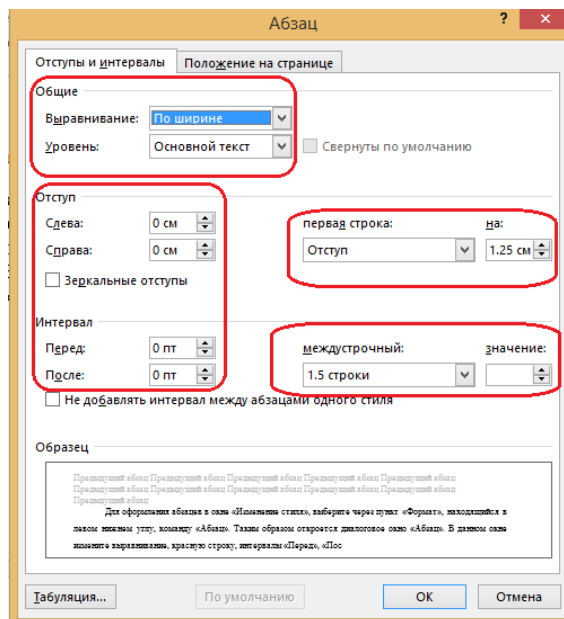 Абзац
?
Отступы и интервалы Положение на странице
Общие
Выравнивание: По ширине
Уровень: Основной текст Свернуты по умолчанию
Отступ
Слева: 0 см первая строка: на:
Справа: 0 см Отступ 1.25 см
Зеркальные отступы
Интервал
Перед: 0 пт междустрочный: значение:
После: 0 пт 1.5 строки
Не добавлять интервал между абзацами одного стиля
Образец
Предыдущий абзац Предыдущий абзац Предыдущий абзац Предыдущий абзац Предыдущий абзац
Предыдущий абзац Предыдущий абзац Предыдущий абзац Предыдущий абзац Предыдущий абзац
Предыдущий абзац
Для оформления абзацев в окне «Изменение стиля», выберите через пункт «Формат», находящийся в
левом нижнем углу, команду «Абзац». Таким образом откроется диалоговое окно «Абзац». В данном окне
измените выравнивание, красную строку, интервалы «Перед», «Пос
Табуляция... По умолчанию ОК Отмена